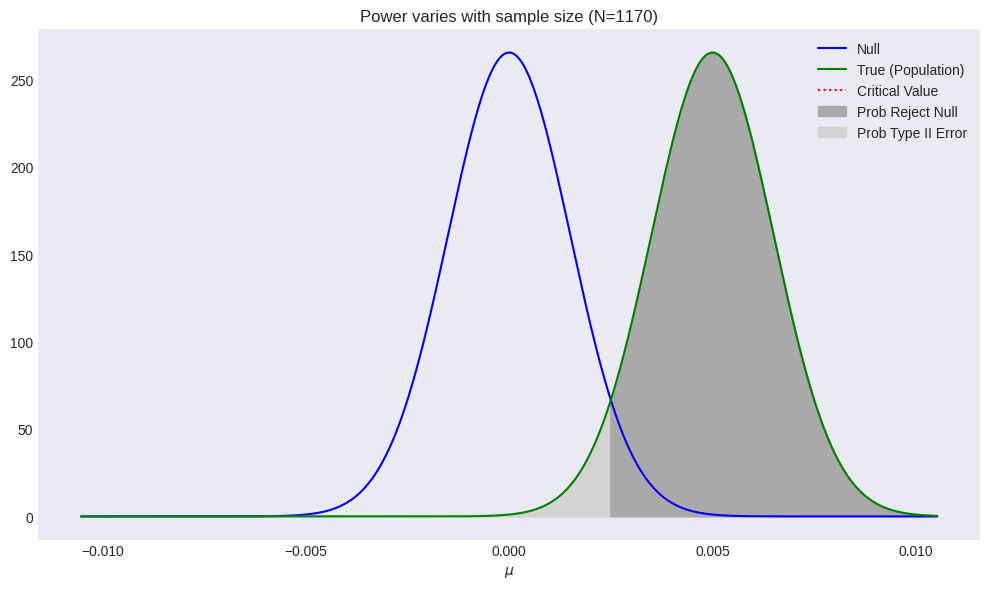 Power varies with sample size (N=1170)
Null
True (Population)
Critical Value
Prob Reject Null
Prob Type II Error
250
200
150
100
50
0
−0.010 −0.005 0.000 0.005 0.010
μ